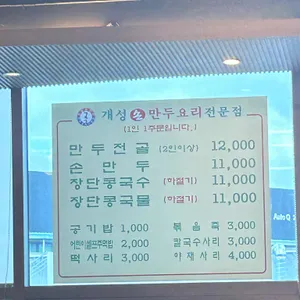 개성 손 만두요리전문점
(1인 1주문입니다.)
만두전골 (2인이상) 12,000
손만두 11,000
장단콩국수 (하절기) 11,000
장단콩국물 (하절기) 11,000
공기밥 1,000 볶음죽 3,000
어린이셀프주먹밥 2,000 칼국수사리 3,000
떡사리 3,000 야채사리 4,000
Auto Q